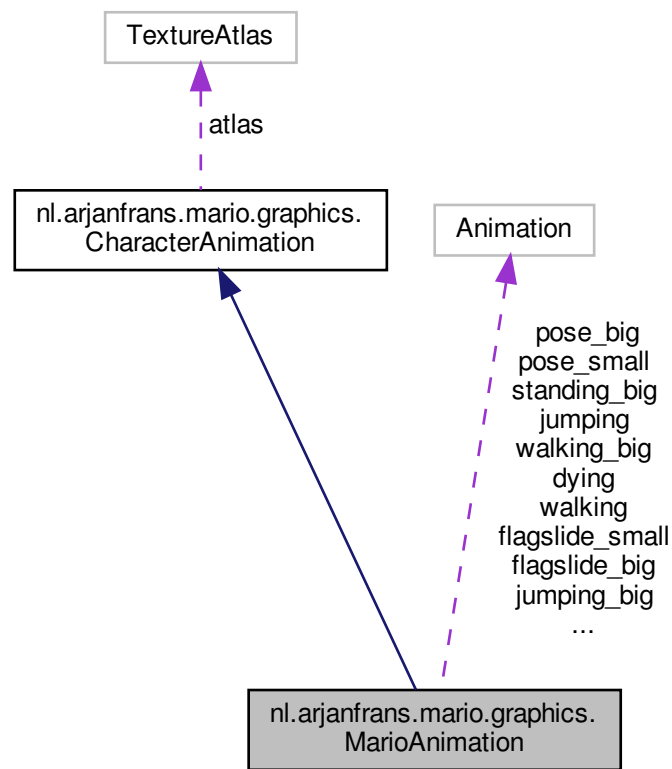 TextureAtlas
atlas
nl.arjanfrans.mario.graphics.
CharacterAnimation
Animation
pose_big
pose_small
standing_big
jumping
walking_big
dying
walking
flagslide_small
flagslide_big
jumping_big
...
nl.arjanfrans.mario.graphics.
MarioAnimation